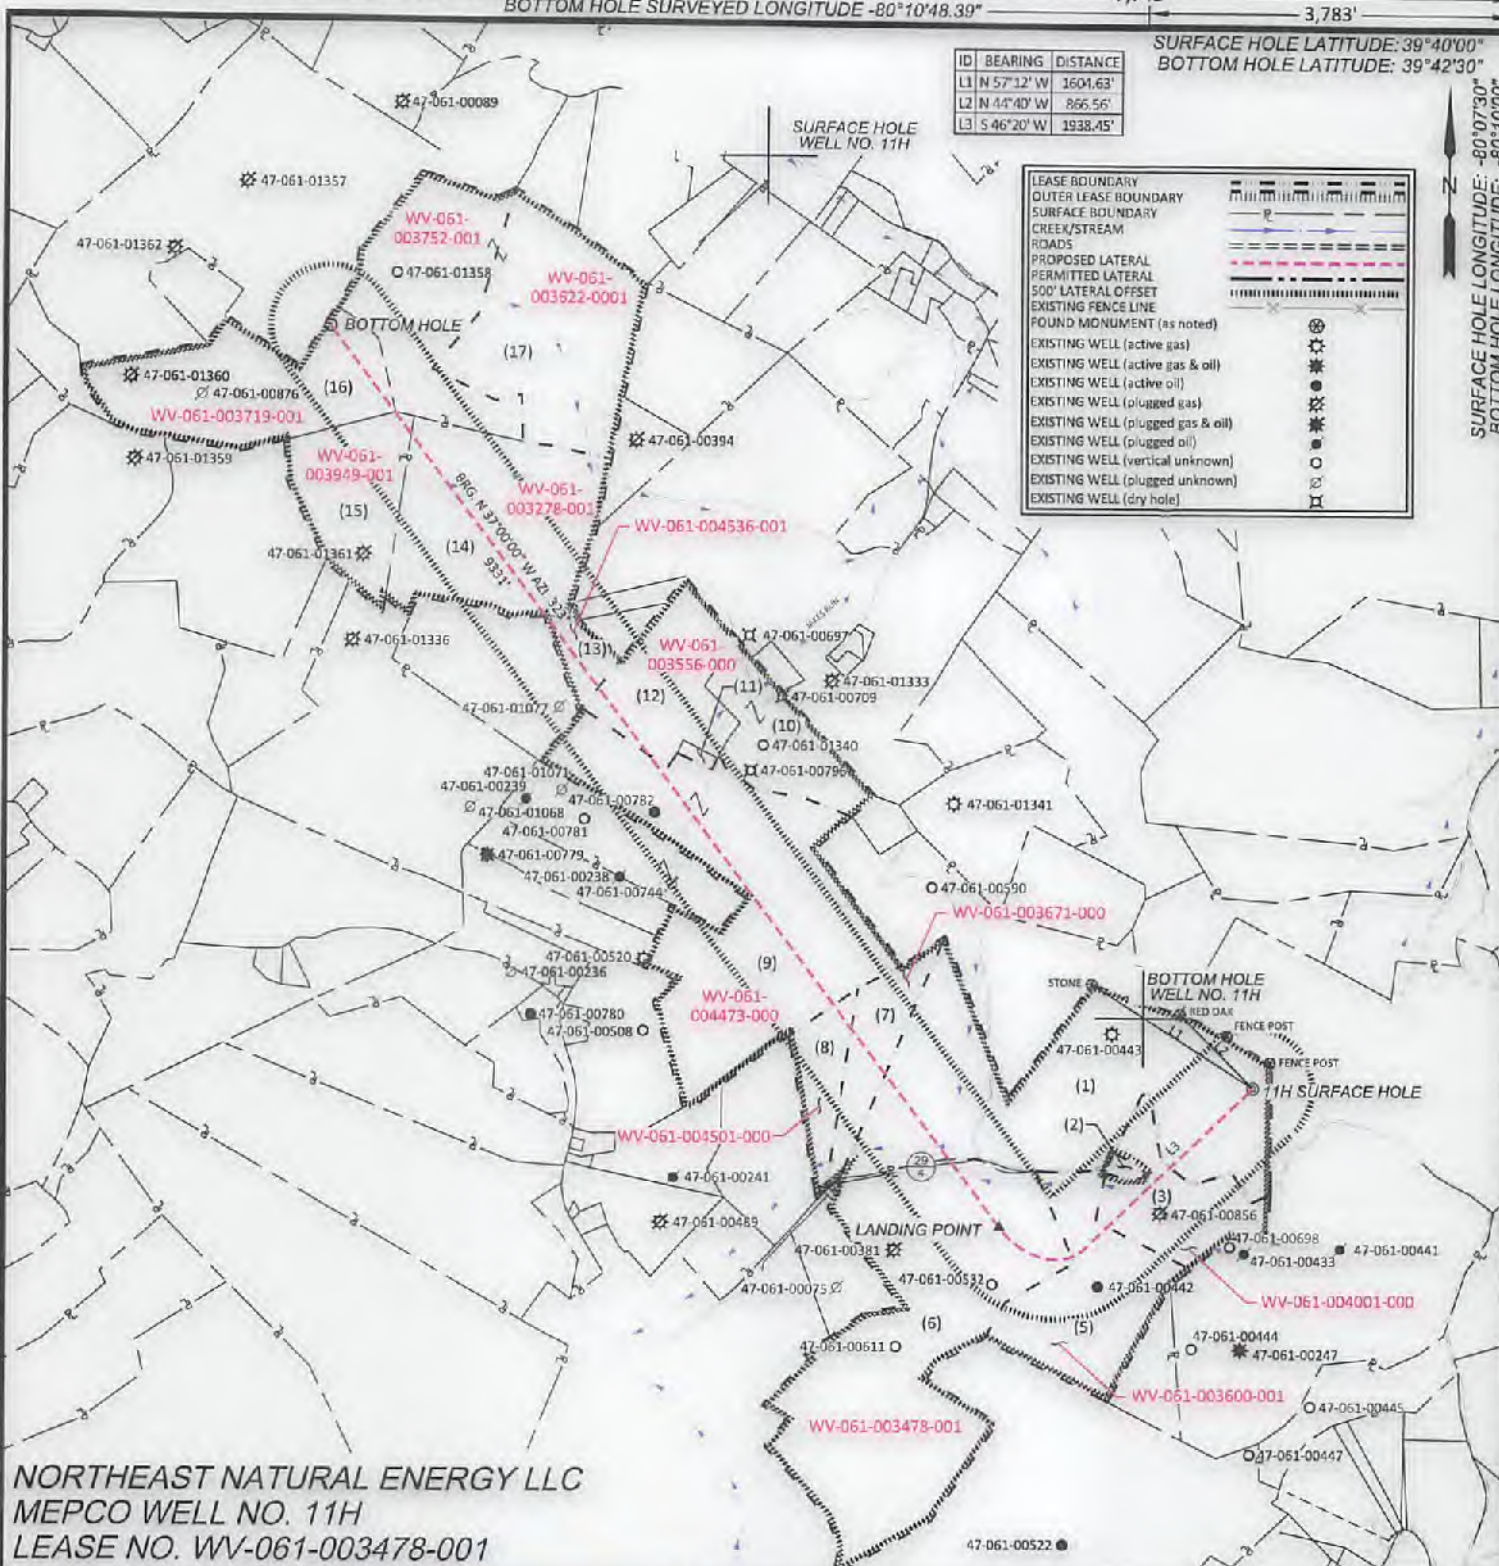 BOTTOM HOLE SURVEYED LONGITUDE -80°10'48.39"
3,783'
SURFACE HOLE LATITUDE: 39°40'00"
BOTTOM HOLE LATITUDE: 39°42'30"
SURFACE HOLE LONGITUDE: -80°07'30"
BOTTOM HOLE LONGITUDE: -80°10'00"
ID BEARING DISTANCE
L1 N 57°12' W 1604.63'
L2 N 44°40' W 866.56'
L3 S 46°20' W 1938.45'
SURFACE HOLE
WELL NO. 11H
N
LEASE BOUNDARY
OUTER LEASE BOUNDARY
SURFACE BOUNDARY
CREEK/STREAM
ROADS
PROPOSED LATERAL
PERMITTED LATERAL
500' LATERAL OFFSET
EXISTING FENCE LINE
FOUND MONUMENT (as noted)
EXISTING WELL (active gas)
EXISTING WELL (active gas & oil)
EXISTING WELL (active oil)
EXISTING WELL (plugged gas)
EXISTING WELL (plugged gas & oil)
EXISTING WELL (plugged oil)
EXISTING WELL (vertical unknown)
EXISTING WELL (plugged unknown)
EXISTING WELL (dry hole)
47-061-00089
47-061-01357
47-061-01362
WV-061-
003752-001
47-061-01358
WV-061-
003622-0001
BOTTOM HOLE
(17)
47-061-01360
47-061-00876
(16)
WV-061-003719-001
47-061-01359
47-061-00394
WV-061-
003949-001
WV-061-
003278-001
BRG. N 37°00'00" W AZI. 323°
9331'
(15)
WV-061-004536-001
(14)
47-061-01361
47-061-01336
47-061-00697
(13)
WV-061-
003556-000
47-061-01333
(11)
(12)
47-061-00709
47-061-01077
(10)
47-061-01340
47-061-00796
47-061-01071
47-061-00239
47-061-00782
47-061-01068
47-061-01341
47-061-00781
47-061-00779
47-061-00238
47-061-00744
47-061-00590
WV-061-003671-000
47-061-00520
47-061-00236
(9)
STONE
BOTTOM HOLE
WELL NO. 11H
WV-061-
004473-000
47-061-00780
47-061-00508
(7)
RED OAK
FENCE POST
L1
L2
47-061-00443
(8)
FENCE POST
(1)
11H SURFACE HOLE
(2)
WV-061-004501-000
L3
29
4
47-061-00241
(3)
47-061-00856
47-061-00489
LANDING POINT
47-061-00381
47-061-00698
47-061-00433
47-061-00441
47-061-00075
47-061-00532
47-061-00442
WV-061-004001-000
(6)
(5)
47-061-00611
47-061-00444
47-061-00247
WV-061-003600-001
47-061-00445
WV-061-003478-001
47-061-00447
NORTHEAST NATURAL ENERGY LLC
MEPCO WELL NO. 11H
LEASE NO. WV-061-003478-001
47-061-00522